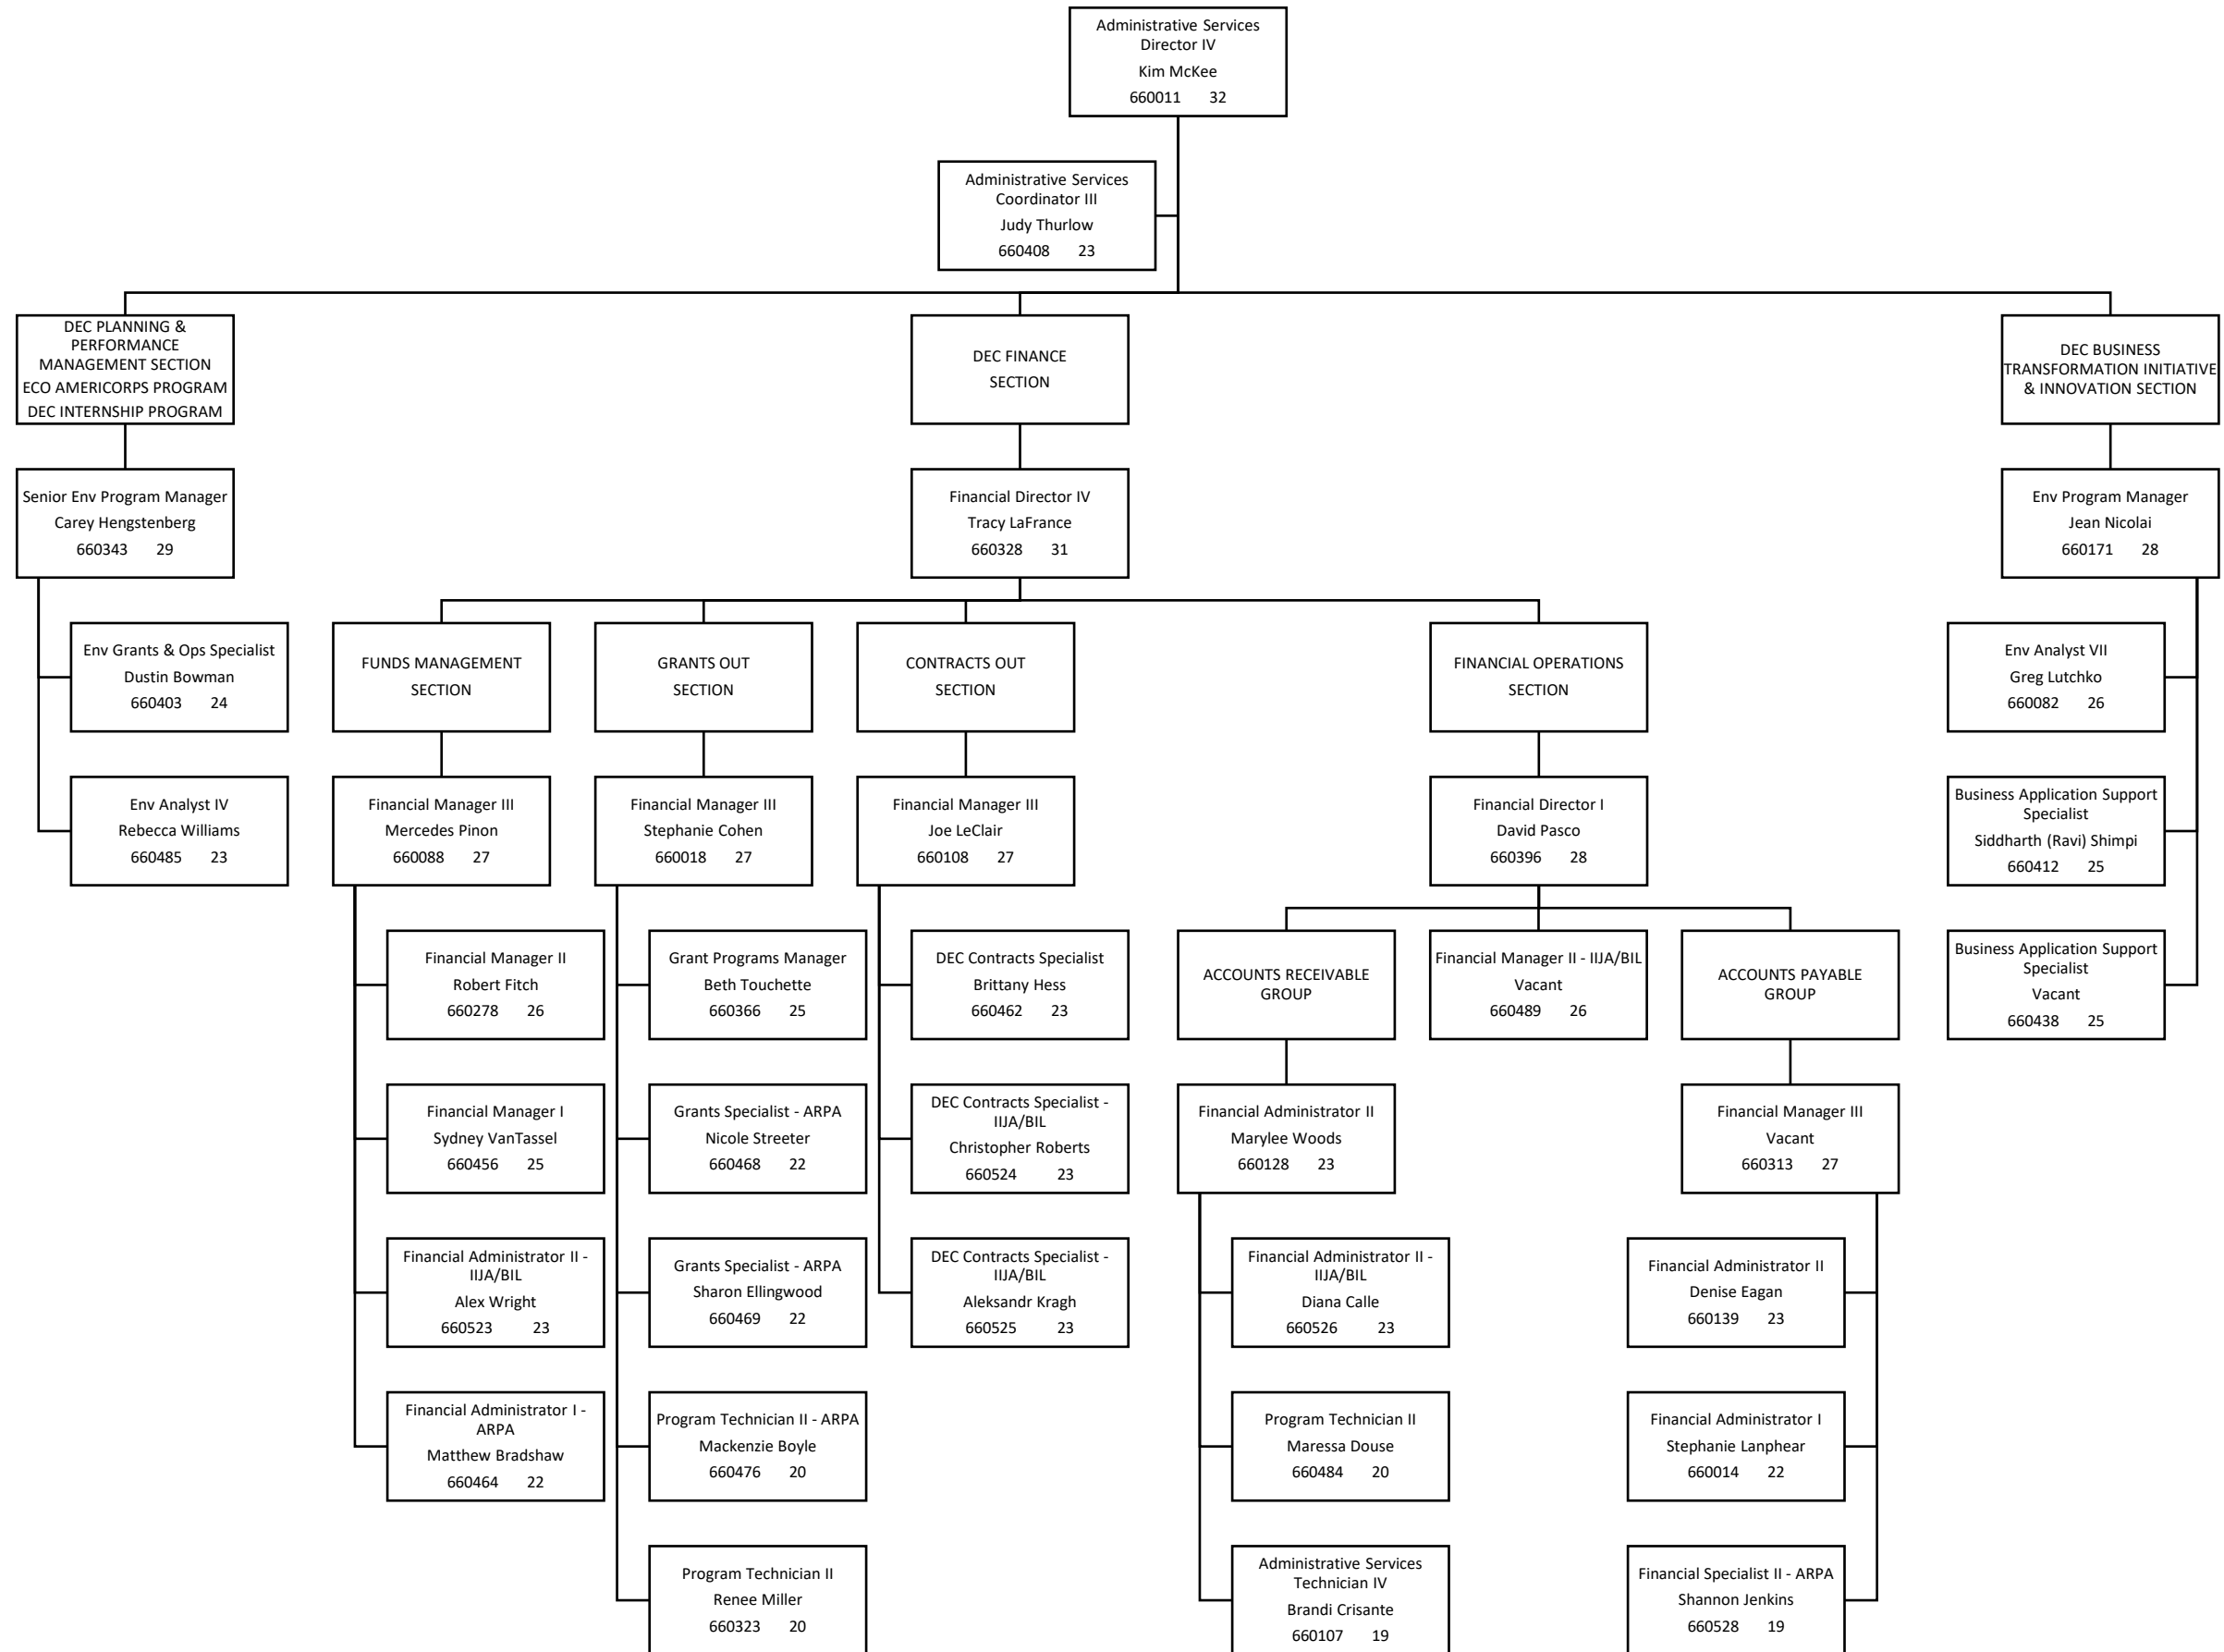 Administrative Services
Director IV
Kim McKee
660011 32
Administrative Services
Coordinator III
Judy Thurlow
660408 23
DEC PLANNING &
PERFORMANCE
MANAGEMENT SECTION
ECO AMERICORPS PROGRAM
DEC INTERNSHIP PROGRAM
DEC FINANCE
SECTION
DEC BUSINESS
TRANSFORMATION INITIATIVE
& INNOVATION SECTION
Senior Env Program Manager
Carey Hengstenberg
660343 29
Financial Director IV
Tracy LaFrance
660328 31
Env Program Manager
Jean Nicolai
660171 28
Env Grants & Ops Specialist
Dustin Bowman
660403 24
FUNDS MANAGEMENT
SECTION
GRANTS OUT
SECTION
CONTRACTS OUT
SECTION
FINANCIAL OPERATIONS
SECTION
Env Analyst VII
Greg Lutchko
660082 26
Env Analyst IV
Rebecca Williams
660485 23
Financial Manager III
Mercedes Pinon
660088 27
Financial Manager III
Stephanie Cohen
660018 27
Financial Manager III
Joe LeClair
660108 27
Financial Director I
David Pasco
660396 28
Business Application Support
Specialist
Siddharth (Ravi) Shimpi
660412 25
Financial Manager II
Robert Fitch
660278 26
Grant Programs Manager
Beth Touchette
660366 25
DEC Contracts Specialist
Brittany Hess
660462 23
ACCOUNTS RECEIVABLE
GROUP
Financial Manager II - IIJA/BIL
Vacant
660489 26
ACCOUNTS PAYABLE
GROUP
Business Application Support
Specialist
Vacant
660438 25
Financial Manager I
Sydney VanTassel
660456 25
Grants Specialist - ARPA
Nicole Streeter
660468 22
DEC Contracts Specialist -
IIJA/BIL
Christopher Roberts
660524 23
Financial Administrator II
Marylee Woods
660128 23
Financial Manager III
Vacant
660313 27
Financial Administrator II -
IIJA/BIL
Alex Wright
660523 23
Grants Specialist - ARPA
Sharon Ellingwood
660469 22
DEC Contracts Specialist -
IIJA/BIL
Aleksandr Kragh
660525 23
Financial Administrator II -
IIJA/BIL
Diana Calle
660526 23
Financial Administrator II
Denise Eagan
660139 23
Financial Administrator I -
ARPA
Matthew Bradshaw
660464 22
Program Technician II - ARPA
Mackenzie Boyle
660476 20
Program Technician II
Maressa Douse
660484 20
Financial Administrator I
Stephanie Lanphear
660014 22
Program Technician II
Renee Miller
660323 20
Administrative Services
Technician IV
Brandi Crisante
660107 19
Financial Specialist II - ARPA
Shannon Jenkins
660528 19